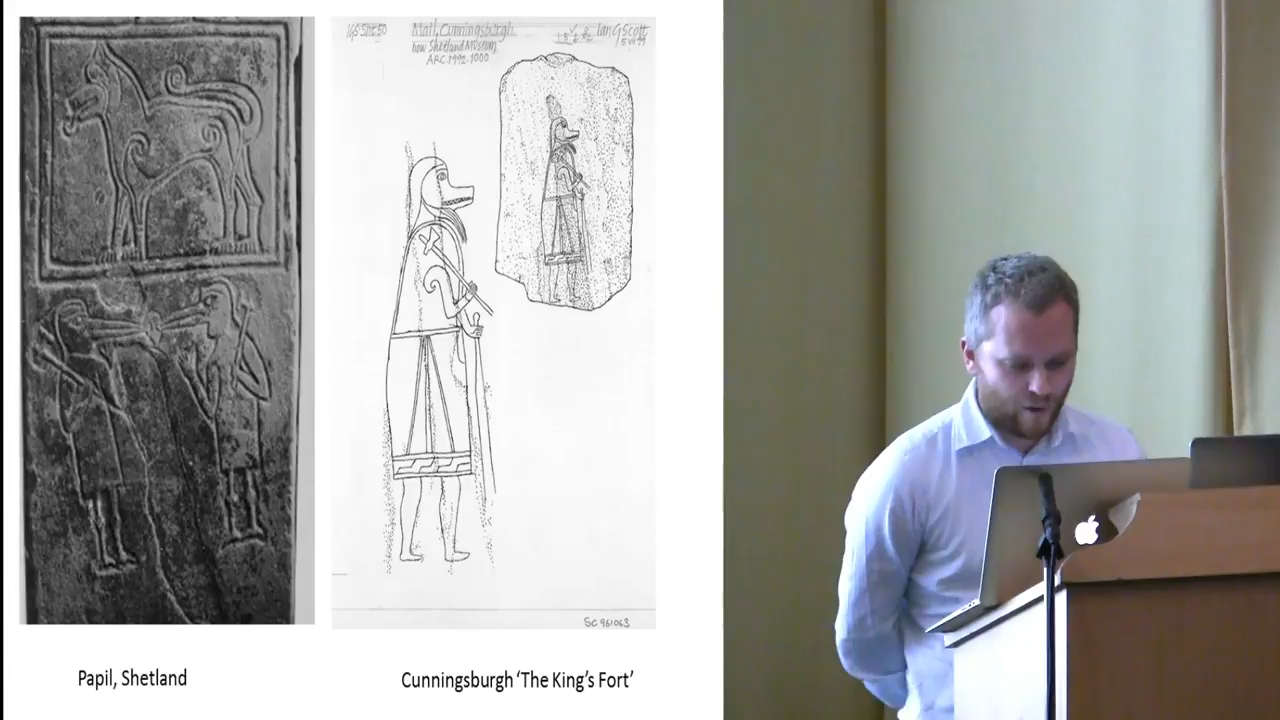 Mail, Cunningsburgh
now Shetland Museum
ARC.1992.1000
Ian G Scott
SC 961063
Papil, Shetland
Cunningsburgh ‘The King’s Fort’